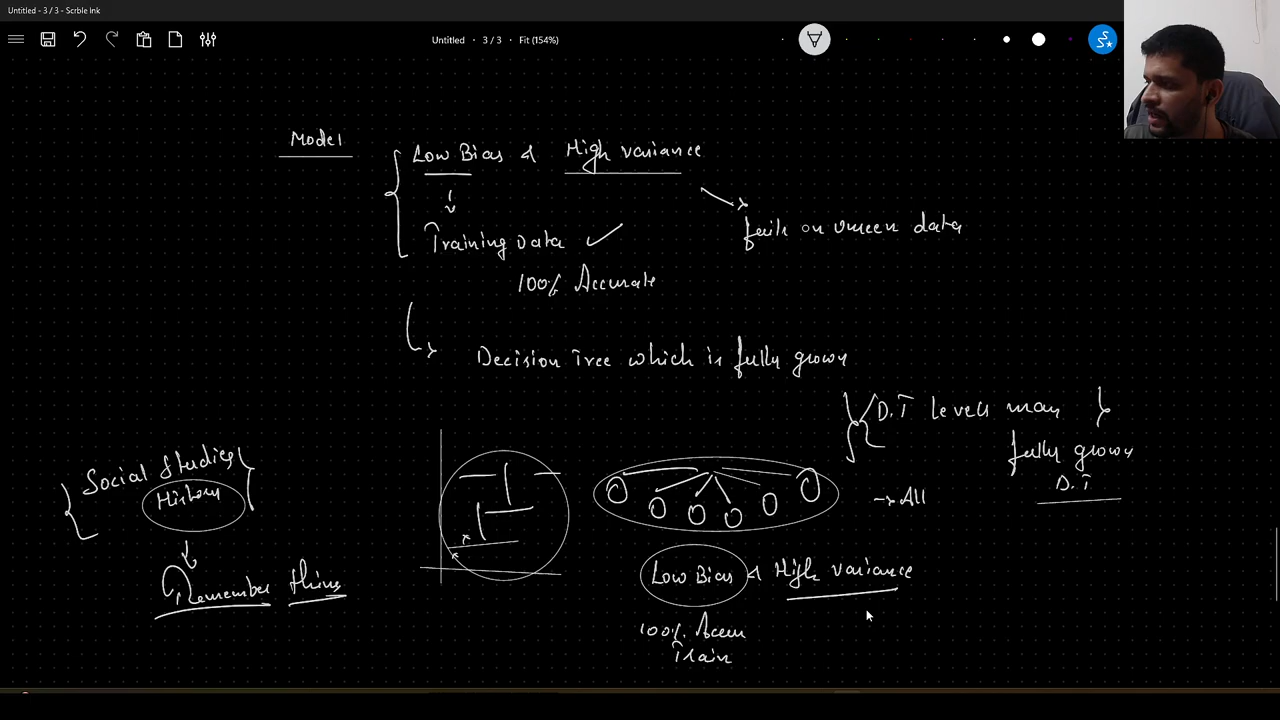 Untitled - 3 / 3 - Scrble Ink
Untitled • 3 / 3 • Fit (154%)
Model
Low Bias & High variance
Training Data ✓
fails on unseen data
100% Accurate
Decision Tree which is fully grown
D.T levels max
fully grown
D.T
Social Studies
History
→ All
Remember things
Low Bias & High variance
100% Accu
Train